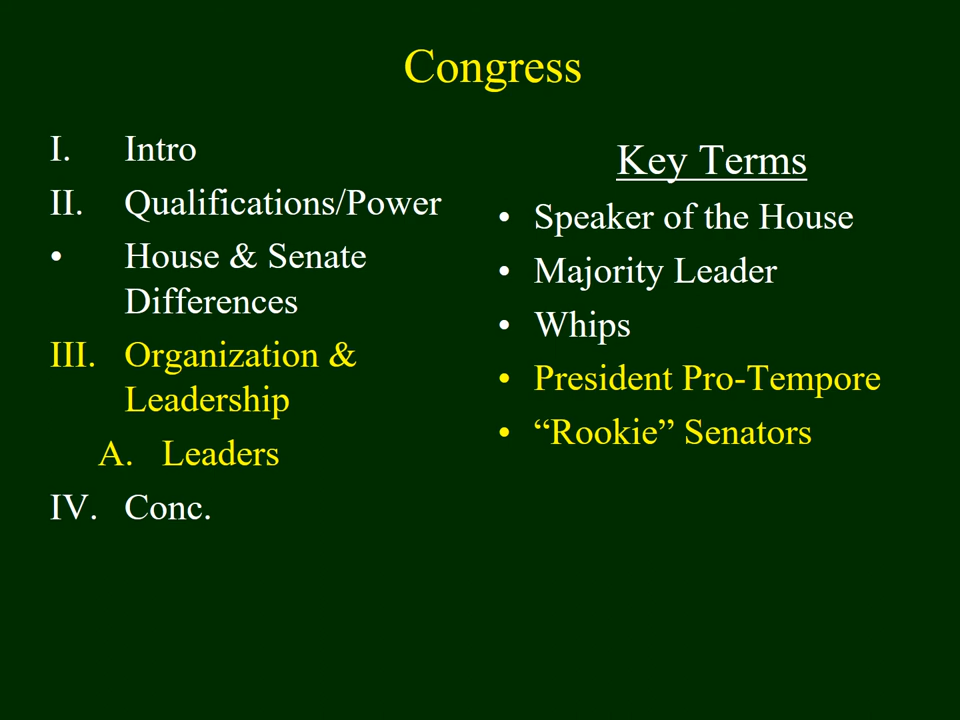 Congress
I. Intro
II. Qualifications/Power
• House & Senate
Differences
III. Organization &
Leadership
A. Leaders
IV. Conc.
Key Terms
• Speaker of the House
• Majority Leader
• Whips
• President Pro-Tempore
• “Rookie” Senators